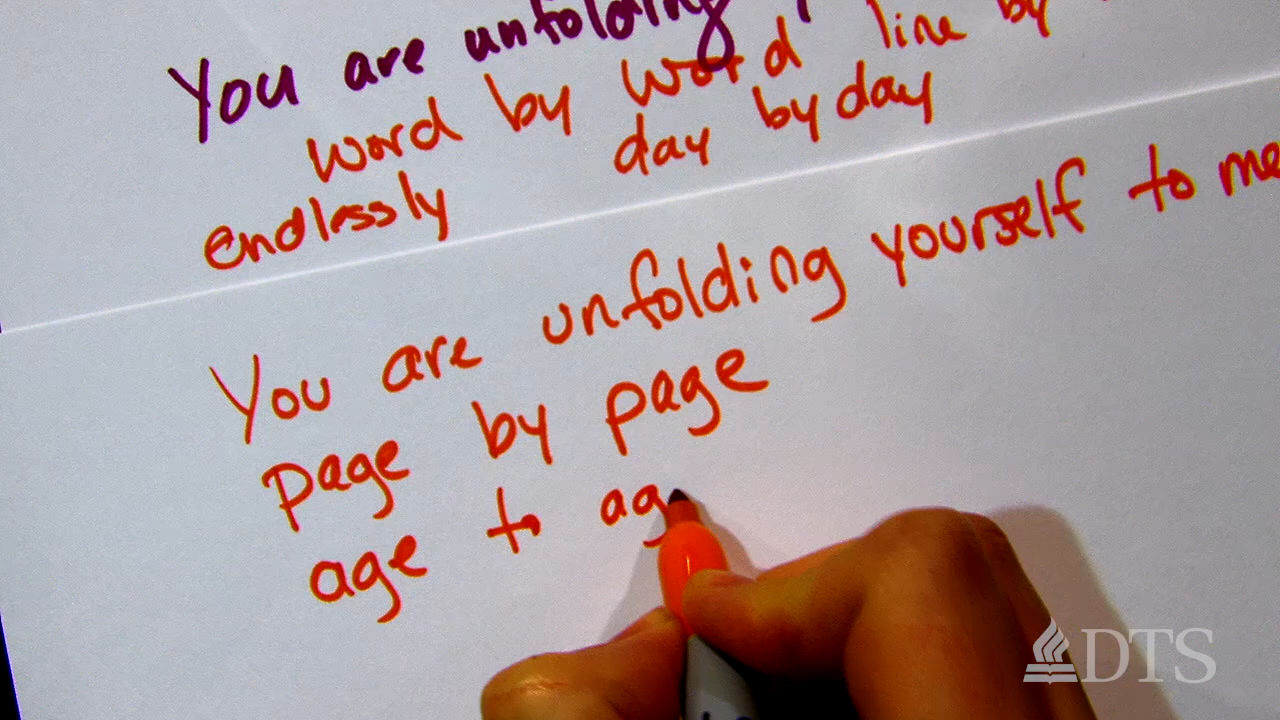 You are unfolding
word by word line by
endlessly day by day
You are unfolding yourself to me
page by page
age to ag
DTS